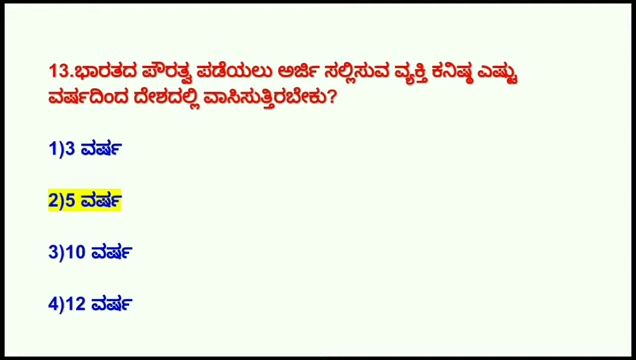 13.ಭಾರತದ ಪೌರತ್ವ ಪಡೆಯಲು ಅರ್ಜಿ ಸಲ್ಲಿಸುವ ವ್ಯಕ್ತಿ ಕನಿಷ್ಠ ಎಷ್ಟು
ವರ್ಷದಿಂದ ದೇಶದಲ್ಲಿ ವಾಸಿಸುತ್ತಿರಬೇಕು?
1)3 ವರ್ಷ
2)5 ವರ್ಷ
3)10 ವರ್ಷ
4)12 ವರ್ಷ